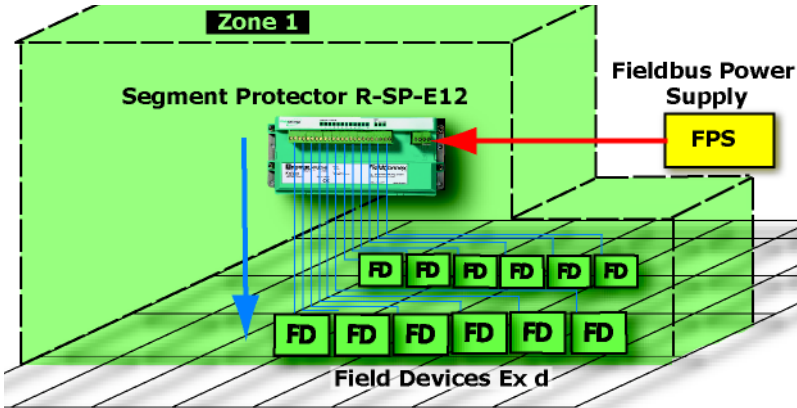 Zone 1
Fieldbus Power
Supply
Segment Protector R-SP-E12
FPS
FD FD FD FD FD FD
FD FD FD FD FD FD
Field Devices Ex d